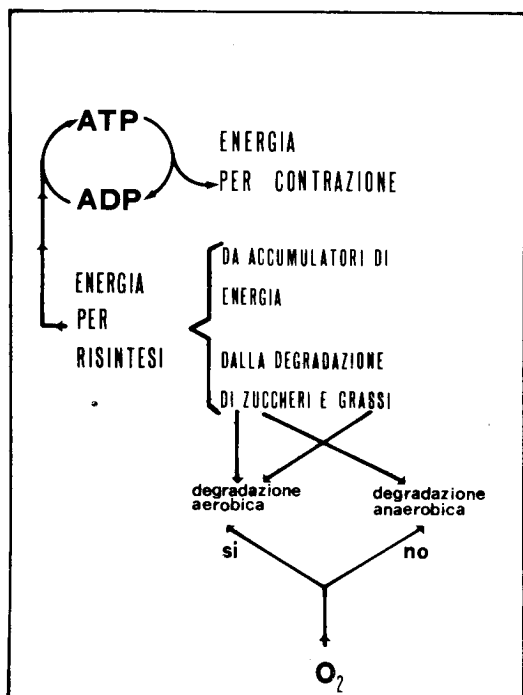 ATP
ENERGIA
PER CONTRAZIONE
ADP
ENERGIA
PER
RISINTESI
DA ACCUMULATORI DI
ENERGIA
DALLA DEGRADAZIONE
DI ZUCCHERI E GRASSI
degradazione
aerobica
degradazione
anaerobica
si
no
O₂